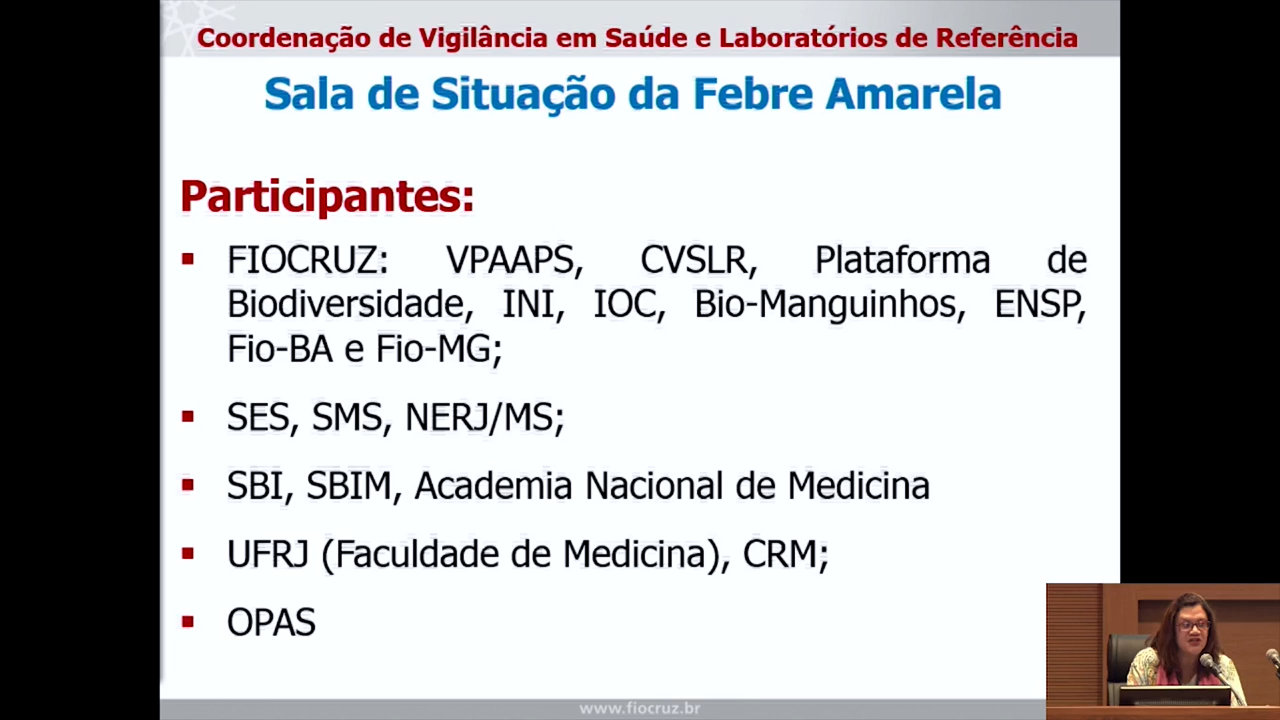 Coordenação de Vigilância em Saúde e Laboratórios de Referência
Sala de Situação da Febre Amarela
Participantes:
▪ FIOCRUZ: VPAAPS, CVSLR, Plataforma de
Biodiversidade, INI, IOC, Bio-Manguinhos, ENSP,
Fio-BA e Fio-MG;
▪ SES, SMS, NERJ/MS;
▪ SBI, SBIM, Academia Nacional de Medicina
▪ UFRJ (Faculdade de Medicina), CRM;
▪ OPAS
www.fiocruz.br